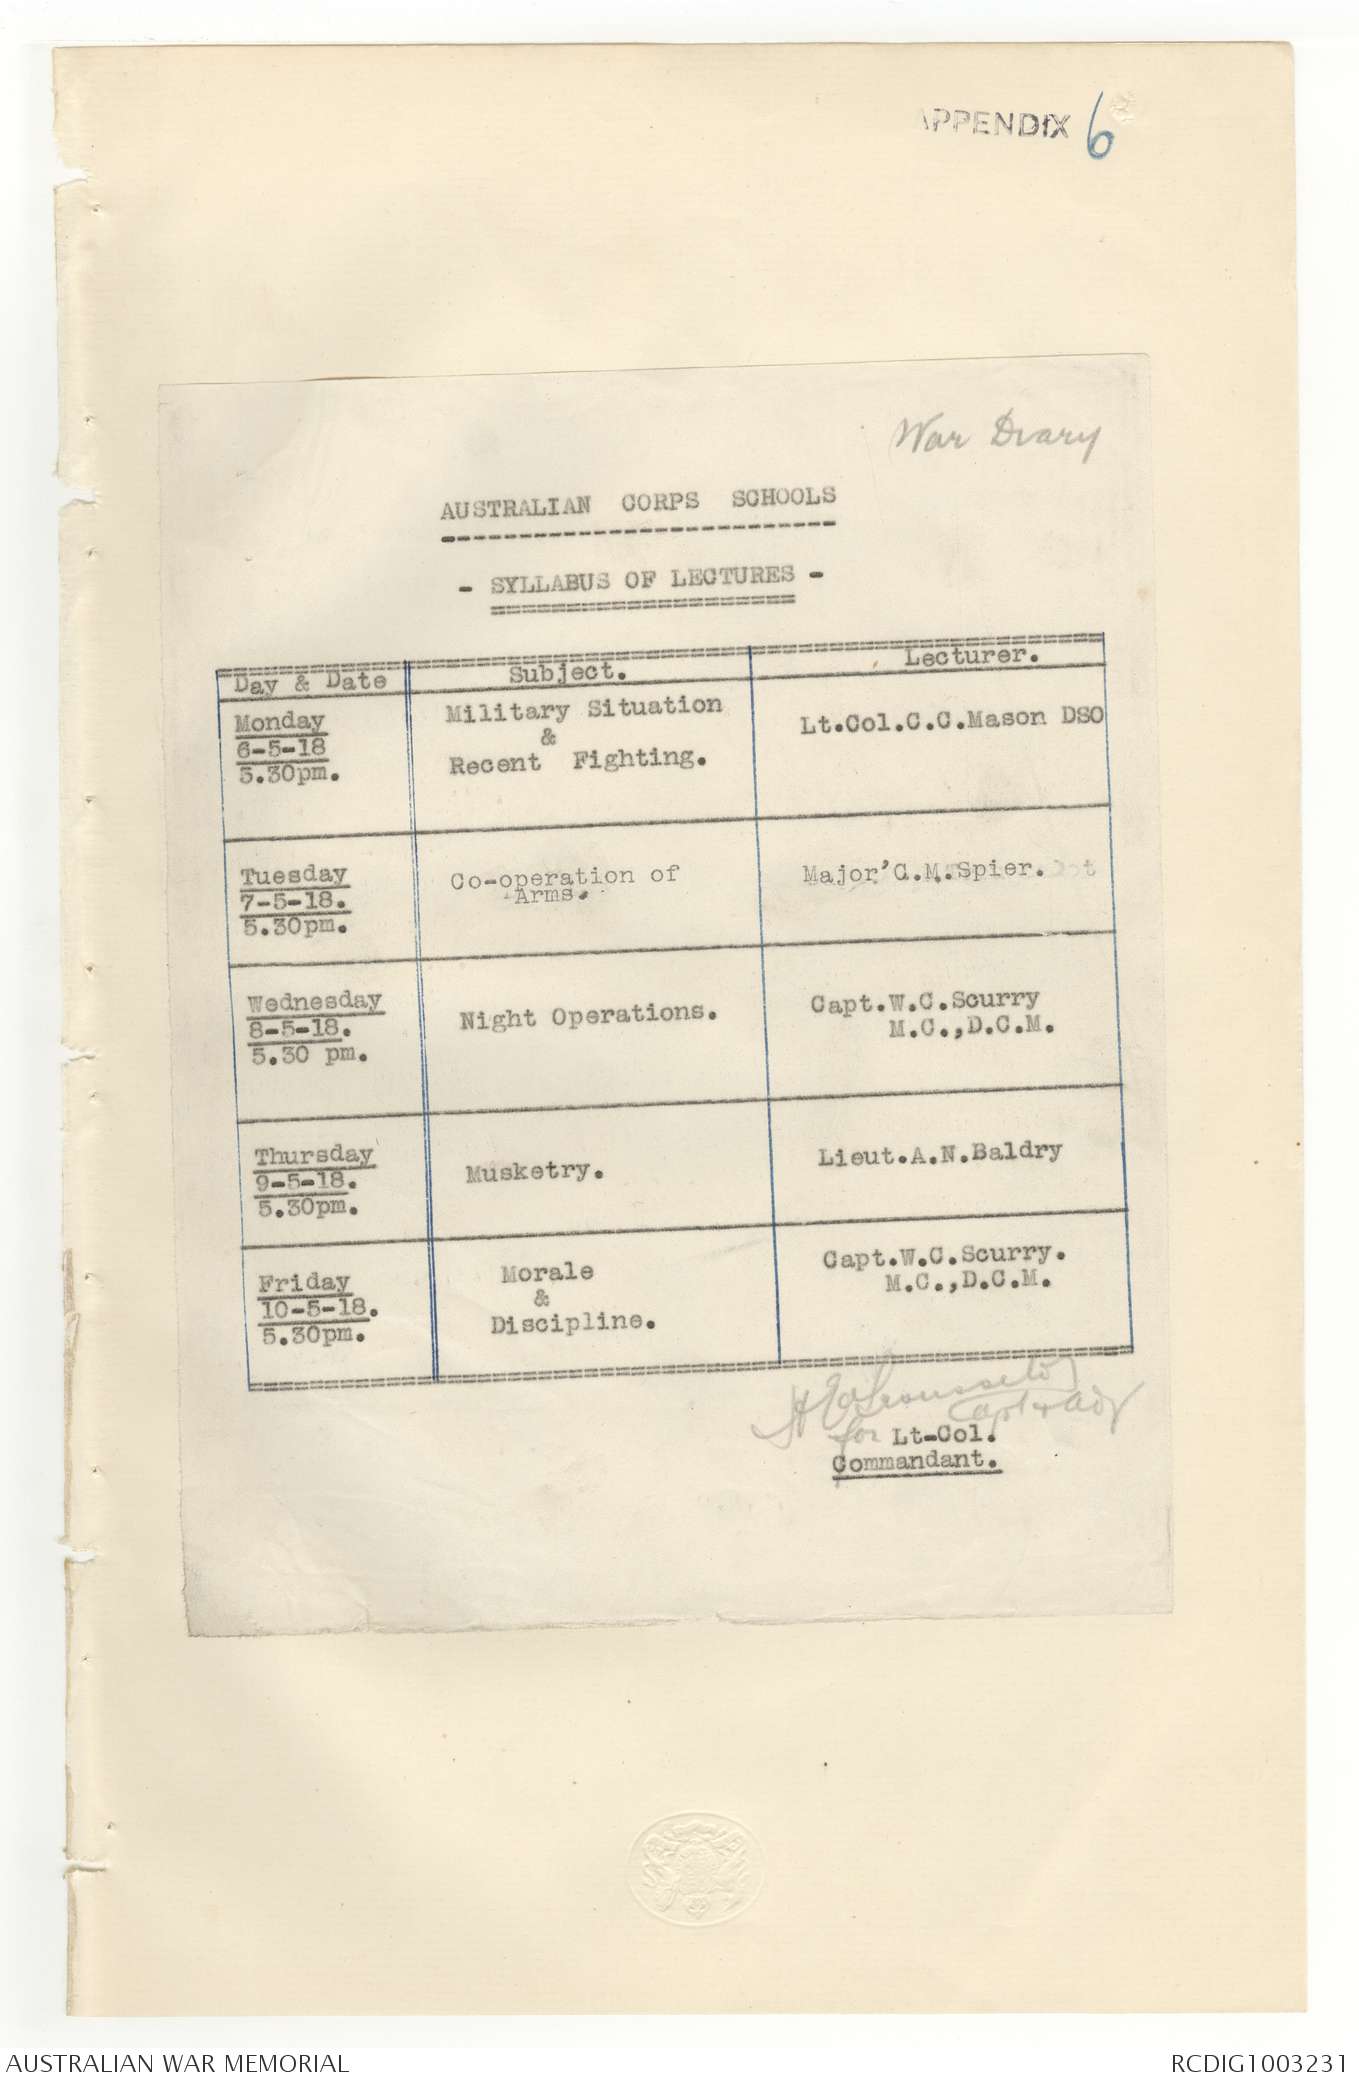 APPENDIX 6
War Diary
AUSTRALIAN CORPS SCHOOLS
- SYLLABUS OF LECTURES -
Day & Date Subject. Lecturer.
Monday
6-5-18
5.30pm.
Military Situation
&
Recent Fighting.
Lt.Col.C.C.Mason DSO
Tuesday
7-5-18.
5.30pm.
Co-operation of
Arms.
Major'C.M.Spier.
Wednesday
8-5-18.
5.30 pm.
Night Operations.
Capt.W.C.Scurry
M.C.,D.C.M.
Thursday
9-5-18.
5.30pm.
Musketry.
Lieut.A.N.Baldry
Friday
10-5-18.
5.30pm.
Morale
&
Discipline.
Capt.W.C.Scurry.
M.C.,D.C.M.
Capt & Adj
for Lt-Col.
Commandant.
AUSTRALIAN WAR MEMORIAL
RCDIG1003231